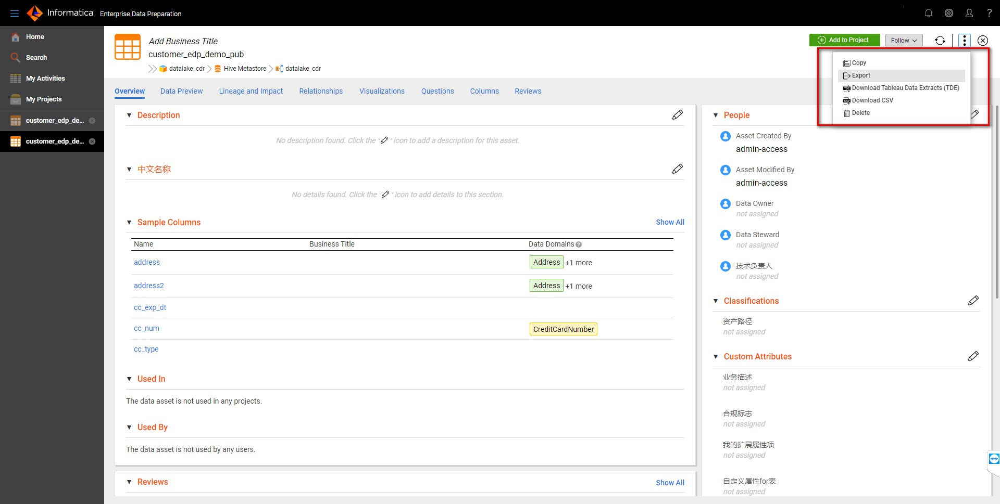 Informatica Enterprise Data Preparation
Home
Search
My Activities
My Projects
customer_edp_de...
customer_edp_de...
Add Business Title
customer_edp_demo_pub
datalake_cdr Hive Metastore datalake_cdr
Add to Project Follow
Copy
Export
Download Tableau Data Extracts (TDE)
Download CSV
Delete
Overview Data Preview Lineage and Impact Relationships Visualizations Questions Columns Reviews
Description
No description found. Click the " " icon to add a description for this asset.
中文名称
No details found. Click the " " icon to add details to this section.
Sample Columns Show All
Name Business Title Data Domains
address Address +1 more
address2 Address +1 more
cc_exp_dt
cc_num CreditCardNumber
cc_type
Used In
The data asset is not used in any projects.
Used By
The data asset is not used by any users.
Reviews Show All
People
Asset Created By
admin-access
Asset Modified By
admin-access
Data Owner
not assigned
Data Steward
not assigned
技术负责人
not assigned
Classifications
资产路径
not assigned
Custom Attributes
业务描述
not assigned
合规标志
not assigned
我的扩展属性项
not assigned
自定义属性for表
not assigned